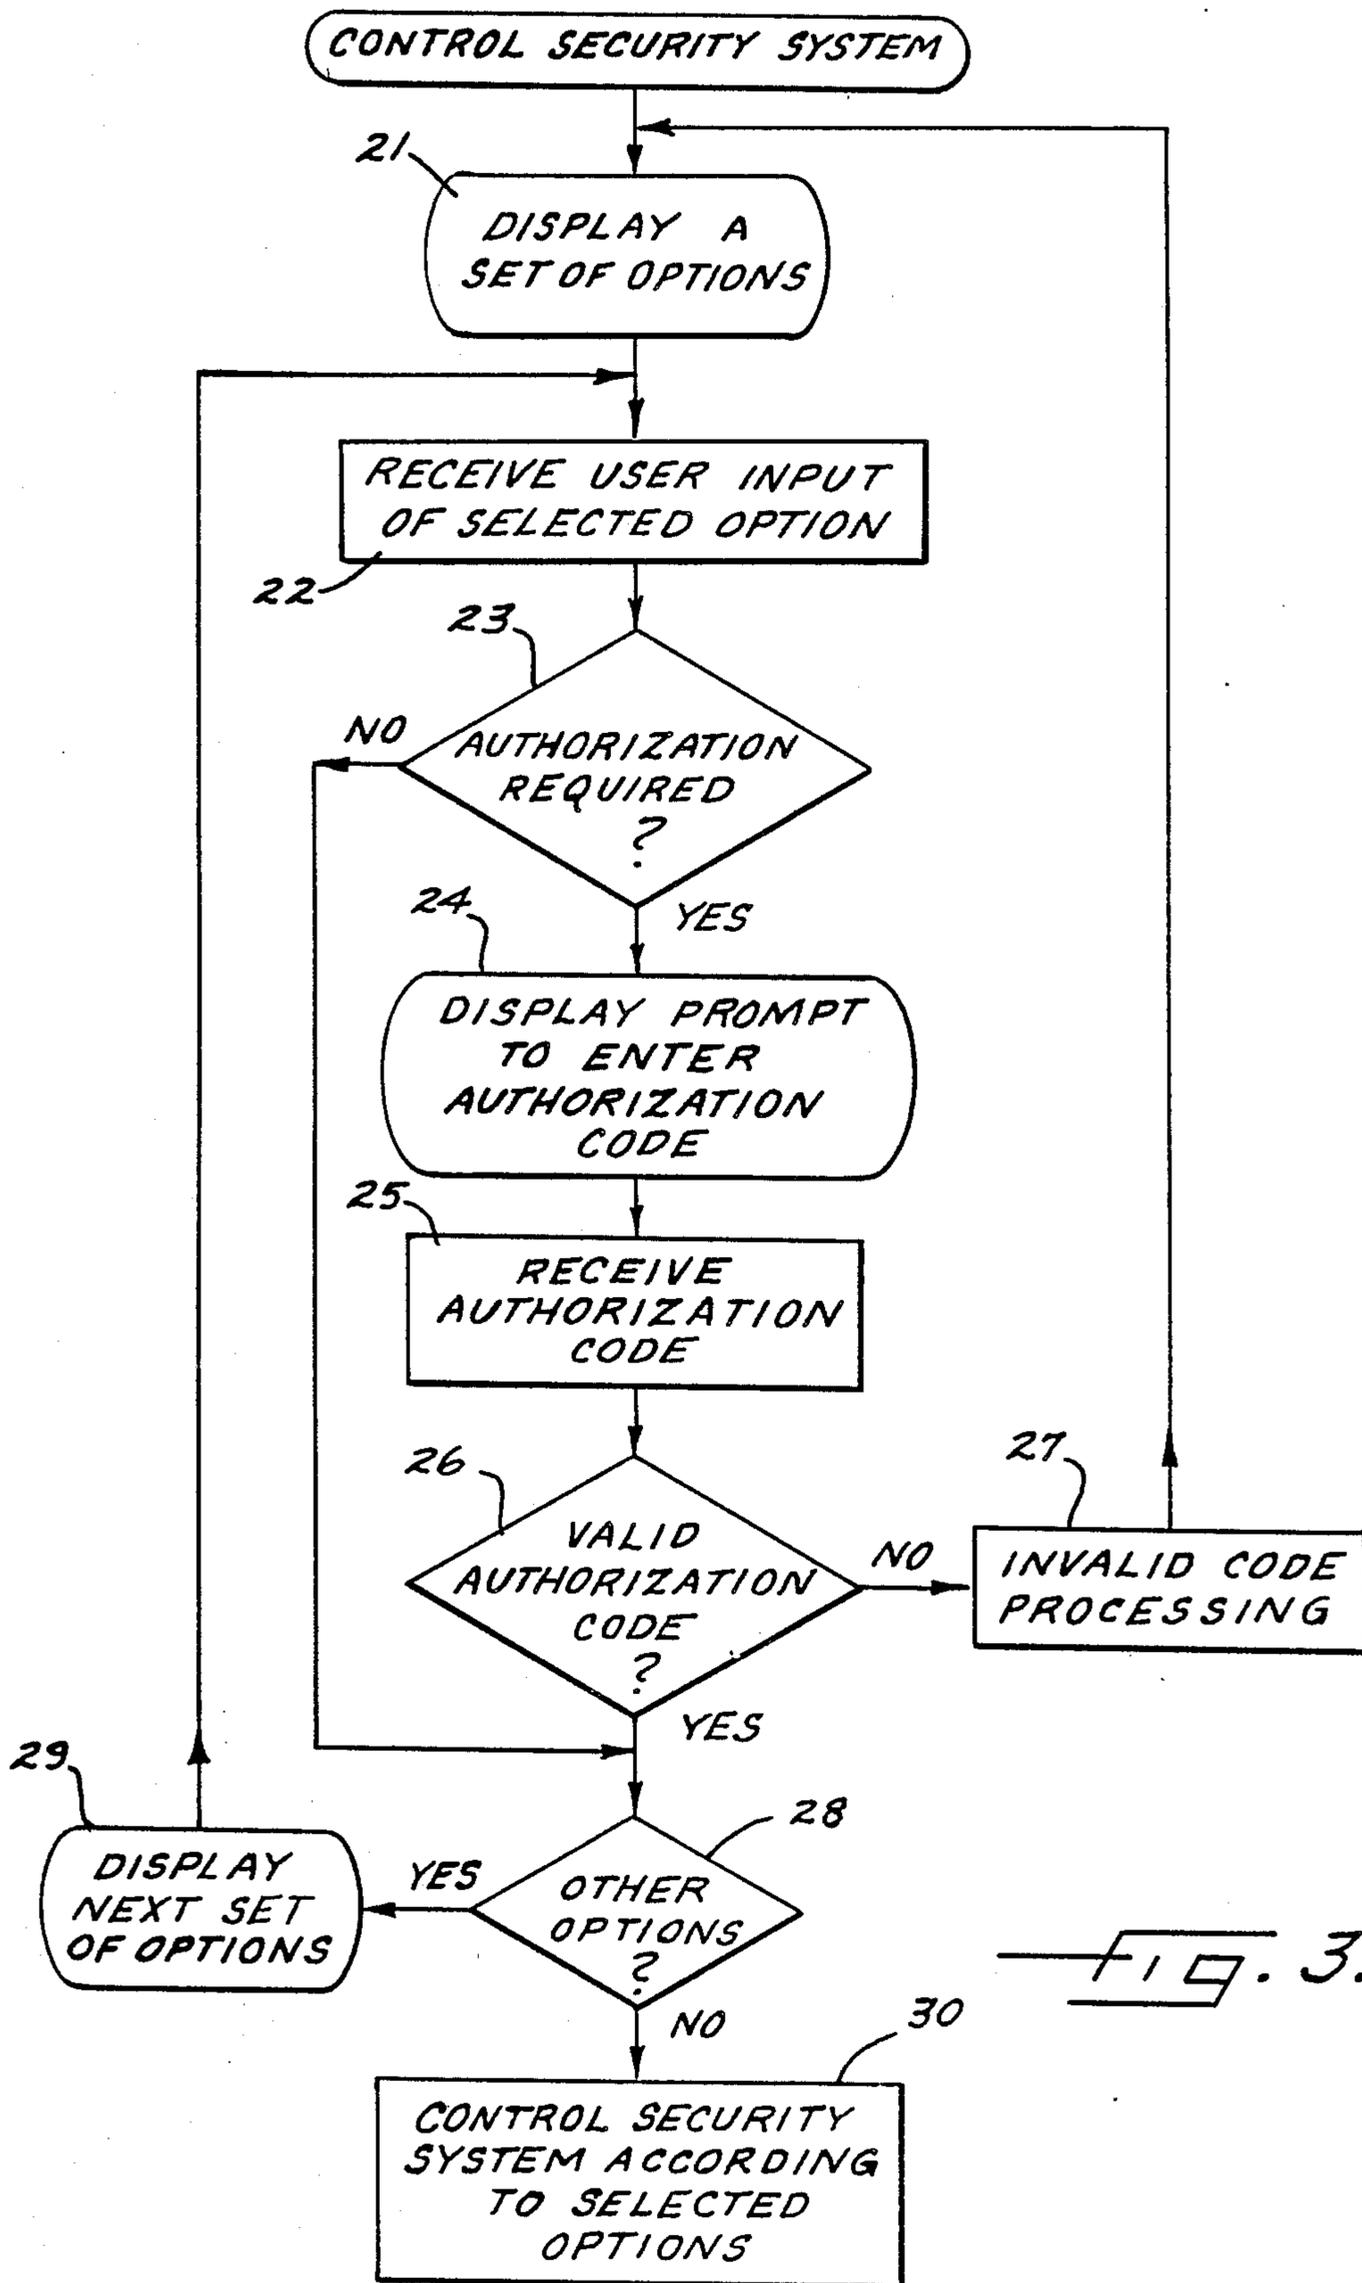 CONTROL SECURITY SYSTEM
21
DISPLAY A
SET OF OPTIONS
RECEIVE USER INPUT
OF SELECTED OPTION
22
23
NO
AUTHORIZATION
REQUIRED
?
YES
24
DISPLAY PROMPT
TO ENTER
AUTHORIZATION
CODE
25
RECEIVE
AUTHORIZATION
CODE
26
VALID
AUTHORIZATION
CODE
?
NO
27
INVALID CODE
PROCESSING
YES
28
OTHER
OPTIONS
?
YES
29
DISPLAY
NEXT SET
OF OPTIONS
NO
30
CONTROL SECURITY
SYSTEM ACCORDING
TO SELECTED
OPTIONS
Fig. 3.